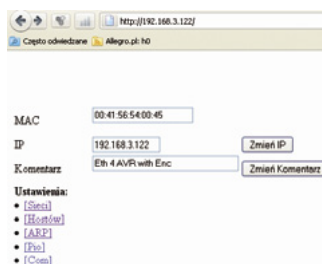 http://192.168.3.122/
Często odwiedzane Allegro.pl: h0
MAC 00:41:56:54:00:45
IP 192.168.3.122 Zmień IP
Komentarz Eth 4 AVR with Enc Zmień Komentarz
Ustawienia:
[Sieci]
[Hostów]
[ARP]
[Pio]
[Com]